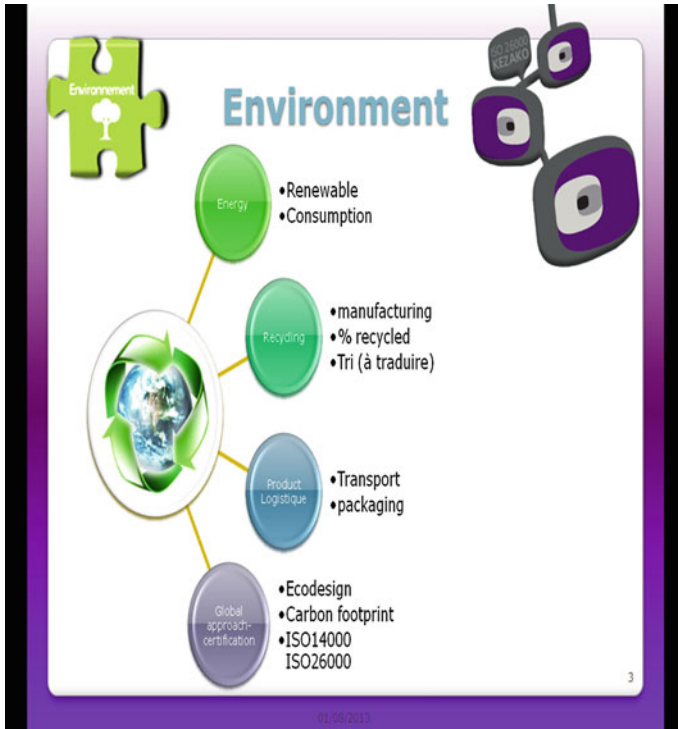 Environnement
ISO 26000
KEZAKO
Environment
Energy
•Renewable
•Consumption
Recycling
•manufacturing
•% recycled
•Tri (à traduire)
Product
Logistique
•Transport
•packaging
Global
approach-
certification
•Ecodesign
•Carbon footprint
•ISO14000
ISO26000
3
01/08/2013